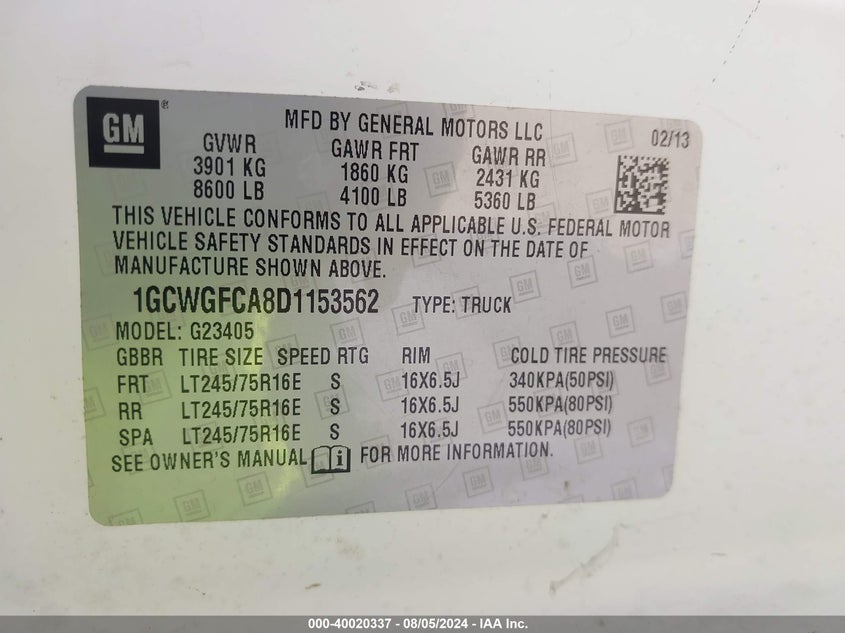 GM
MFD BY GENERAL MOTORS LLC
02/13
GVWR GAWR FRT GAWR RR
3901 KG 1860 KG 2431 KG
8600 LB 4100 LB 5360 LB
THIS VEHICLE CONFORMS TO ALL APPLICABLE U.S. FEDERAL MOTOR
VEHICLE SAFETY STANDARDS IN EFFECT ON THE DATE OF
MANUFACTURE SHOWN ABOVE.
1GCWGFCA8D1153562 TYPE: TRUCK
MODEL: G23405
GBBR TIRE SIZE SPEED RTG RIM COLD TIRE PRESSURE
FRT LT245/75R16E S 16X6.5J 340KPA(50PSI)
RR LT245/75R16E S 16X6.5J 550KPA(80PSI)
SPA LT245/75R16E S 16X6.5J 550KPA(80PSI)
SEE OWNER'S MANUAL FOR MORE INFORMATION.
000-40020337 - 08/05/2024 - IAA Inc.